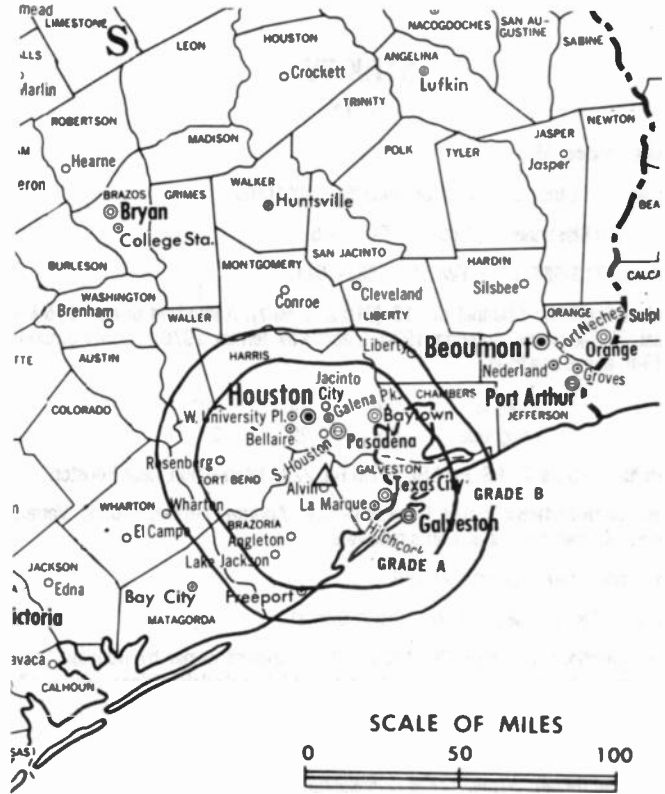 LIMESTONE
S
LEON
HOUSTON
NACOGDOCHES
SAN AU-
GUSTINE
SABINE
Marlin
Crockett
ANGELINA
Lufkin
TRINITY
ROBERTSON
MADISON
POLK
TYLER
JASPER
NEWTON
Hearne
Jasper
BRAZOS
GRIMES
WALKER
Bryan
Huntsville
College Sta.
BURLESON
MONTGOMERY
SAN JACINTO
HARDIN
WASHINGTON
Conroe
Cleveland
Silsbee
Brenham
WALLER
LIBERTY
ORANGE
Port Neches
AUSTIN
HARRIS
Liberty
Beoumont
Orange
Nederland
Groves
COLORADO
Houston
Jacinto
City
Galena Pk.
CHAMBERS
Port Arthur
W. University Pl.
Baytown
JEFFERSON
Bellaire
Pasadena
Rosenberg
S. Houston
GALVESTON
FORT BEND
Alvin
Texas City
GRADE B
WHARTON
Wharton
La Marque
El Campo
BRAZORIA
Galveston
Angleton
Hitchcock
GRADE A
JACKSON
Lake Jackson
Edna
Bay City
Freeport
MATAGORDA
CALHOUN
SCALE OF MILES
0 50 100